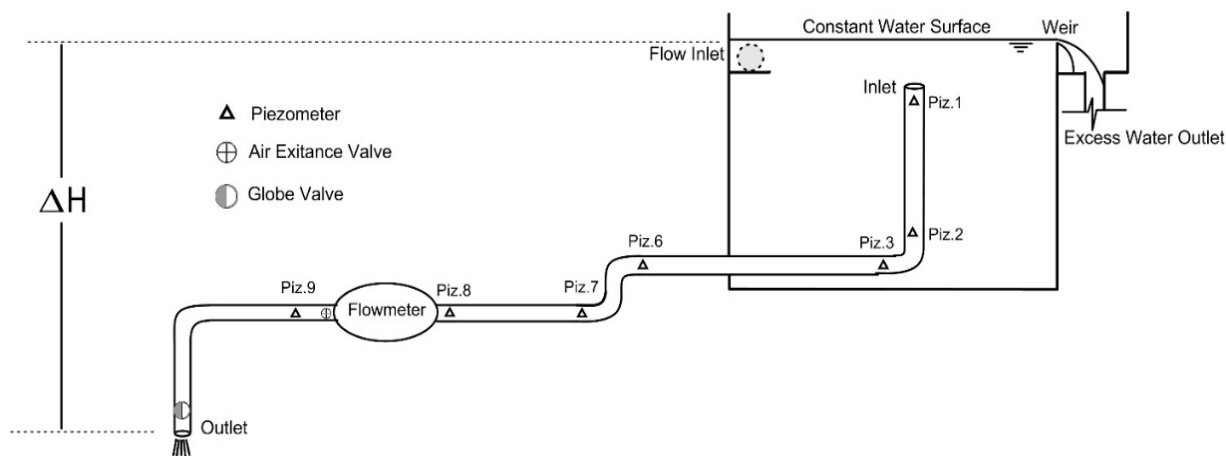 Constant Water Surface
Weir
Flow Inlet
Inlet
Piz.1
Piezometer
Excess Water Outlet
Air Exitance Valve
ΔH
Globe Valve
Piz.2
Piz.6
Piz.3
Piz.9
Piz.8
Piz.7
Flowmeter
Outlet